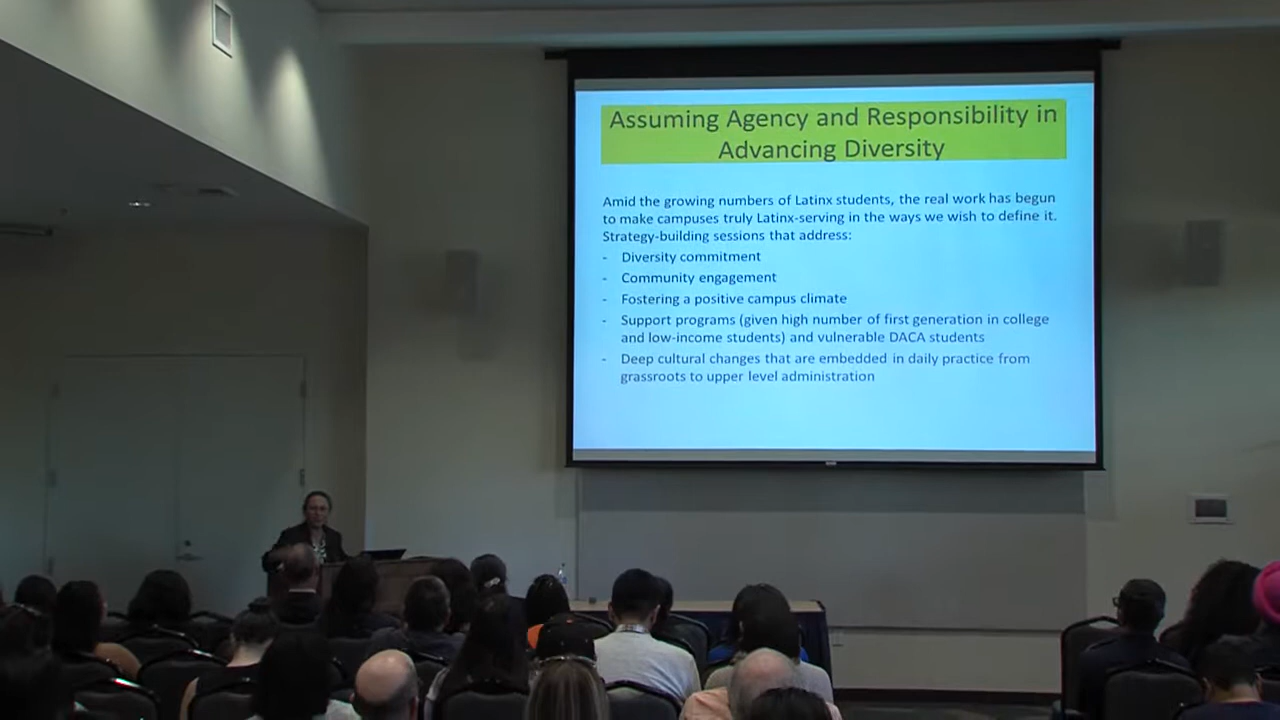 Assuming Agency and Responsibility in
Advancing Diversity
Amid the growing numbers of Latinx students, the real work has begun
to make campuses truly Latinx-serving in the ways we wish to define it.
Strategy-building sessions that address:
- Diversity commitment
- Community engagement
- Fostering a positive campus climate
- Support programs (given high number of first generation in college
and low-income students) and vulnerable DACA students
- Deep cultural changes that are embedded in daily practice from
grassroots to upper level administration